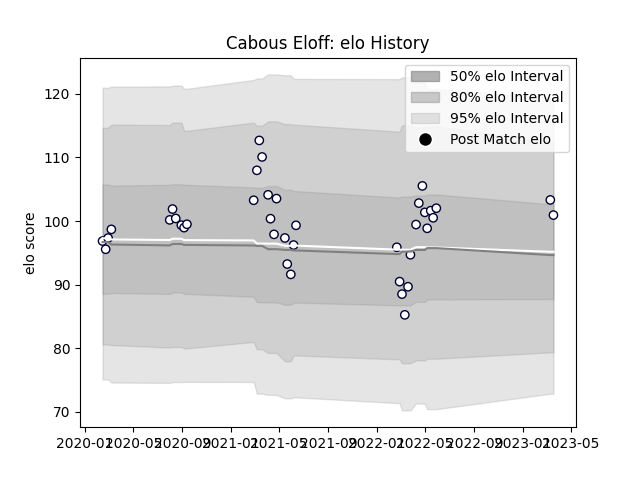 Cabous Eloff: elo History
50% elo Interval
80% elo Interval
95% elo Interval
Post Match elo
elo score
120
110
100
90
80
70
2020-01 2020-05 2020-09 2021-01 2021-05 2021-09 2022-01 2022-05 2022-09 2023-01 2023-05